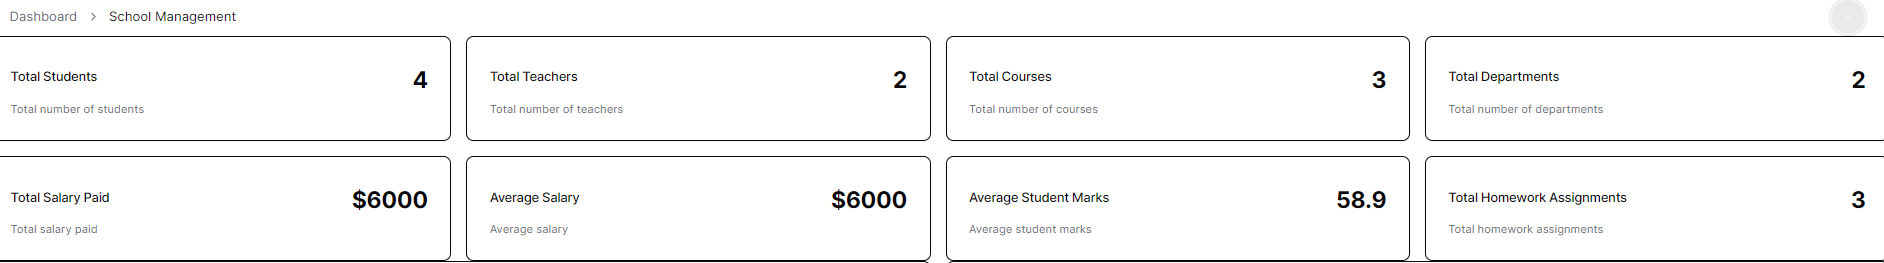 Dashboard > School Management
Total Students 4
Total number of students
Total Teachers 2
Total number of teachers
Total Courses 3
Total number of courses
Total Departments 2
Total number of departments
Total Salary Paid $6000
Total salary paid
Average Salary $6000
Average salary
Average Student Marks 58.9
Average student marks
Total Homework Assignments 3
Total homework assignments